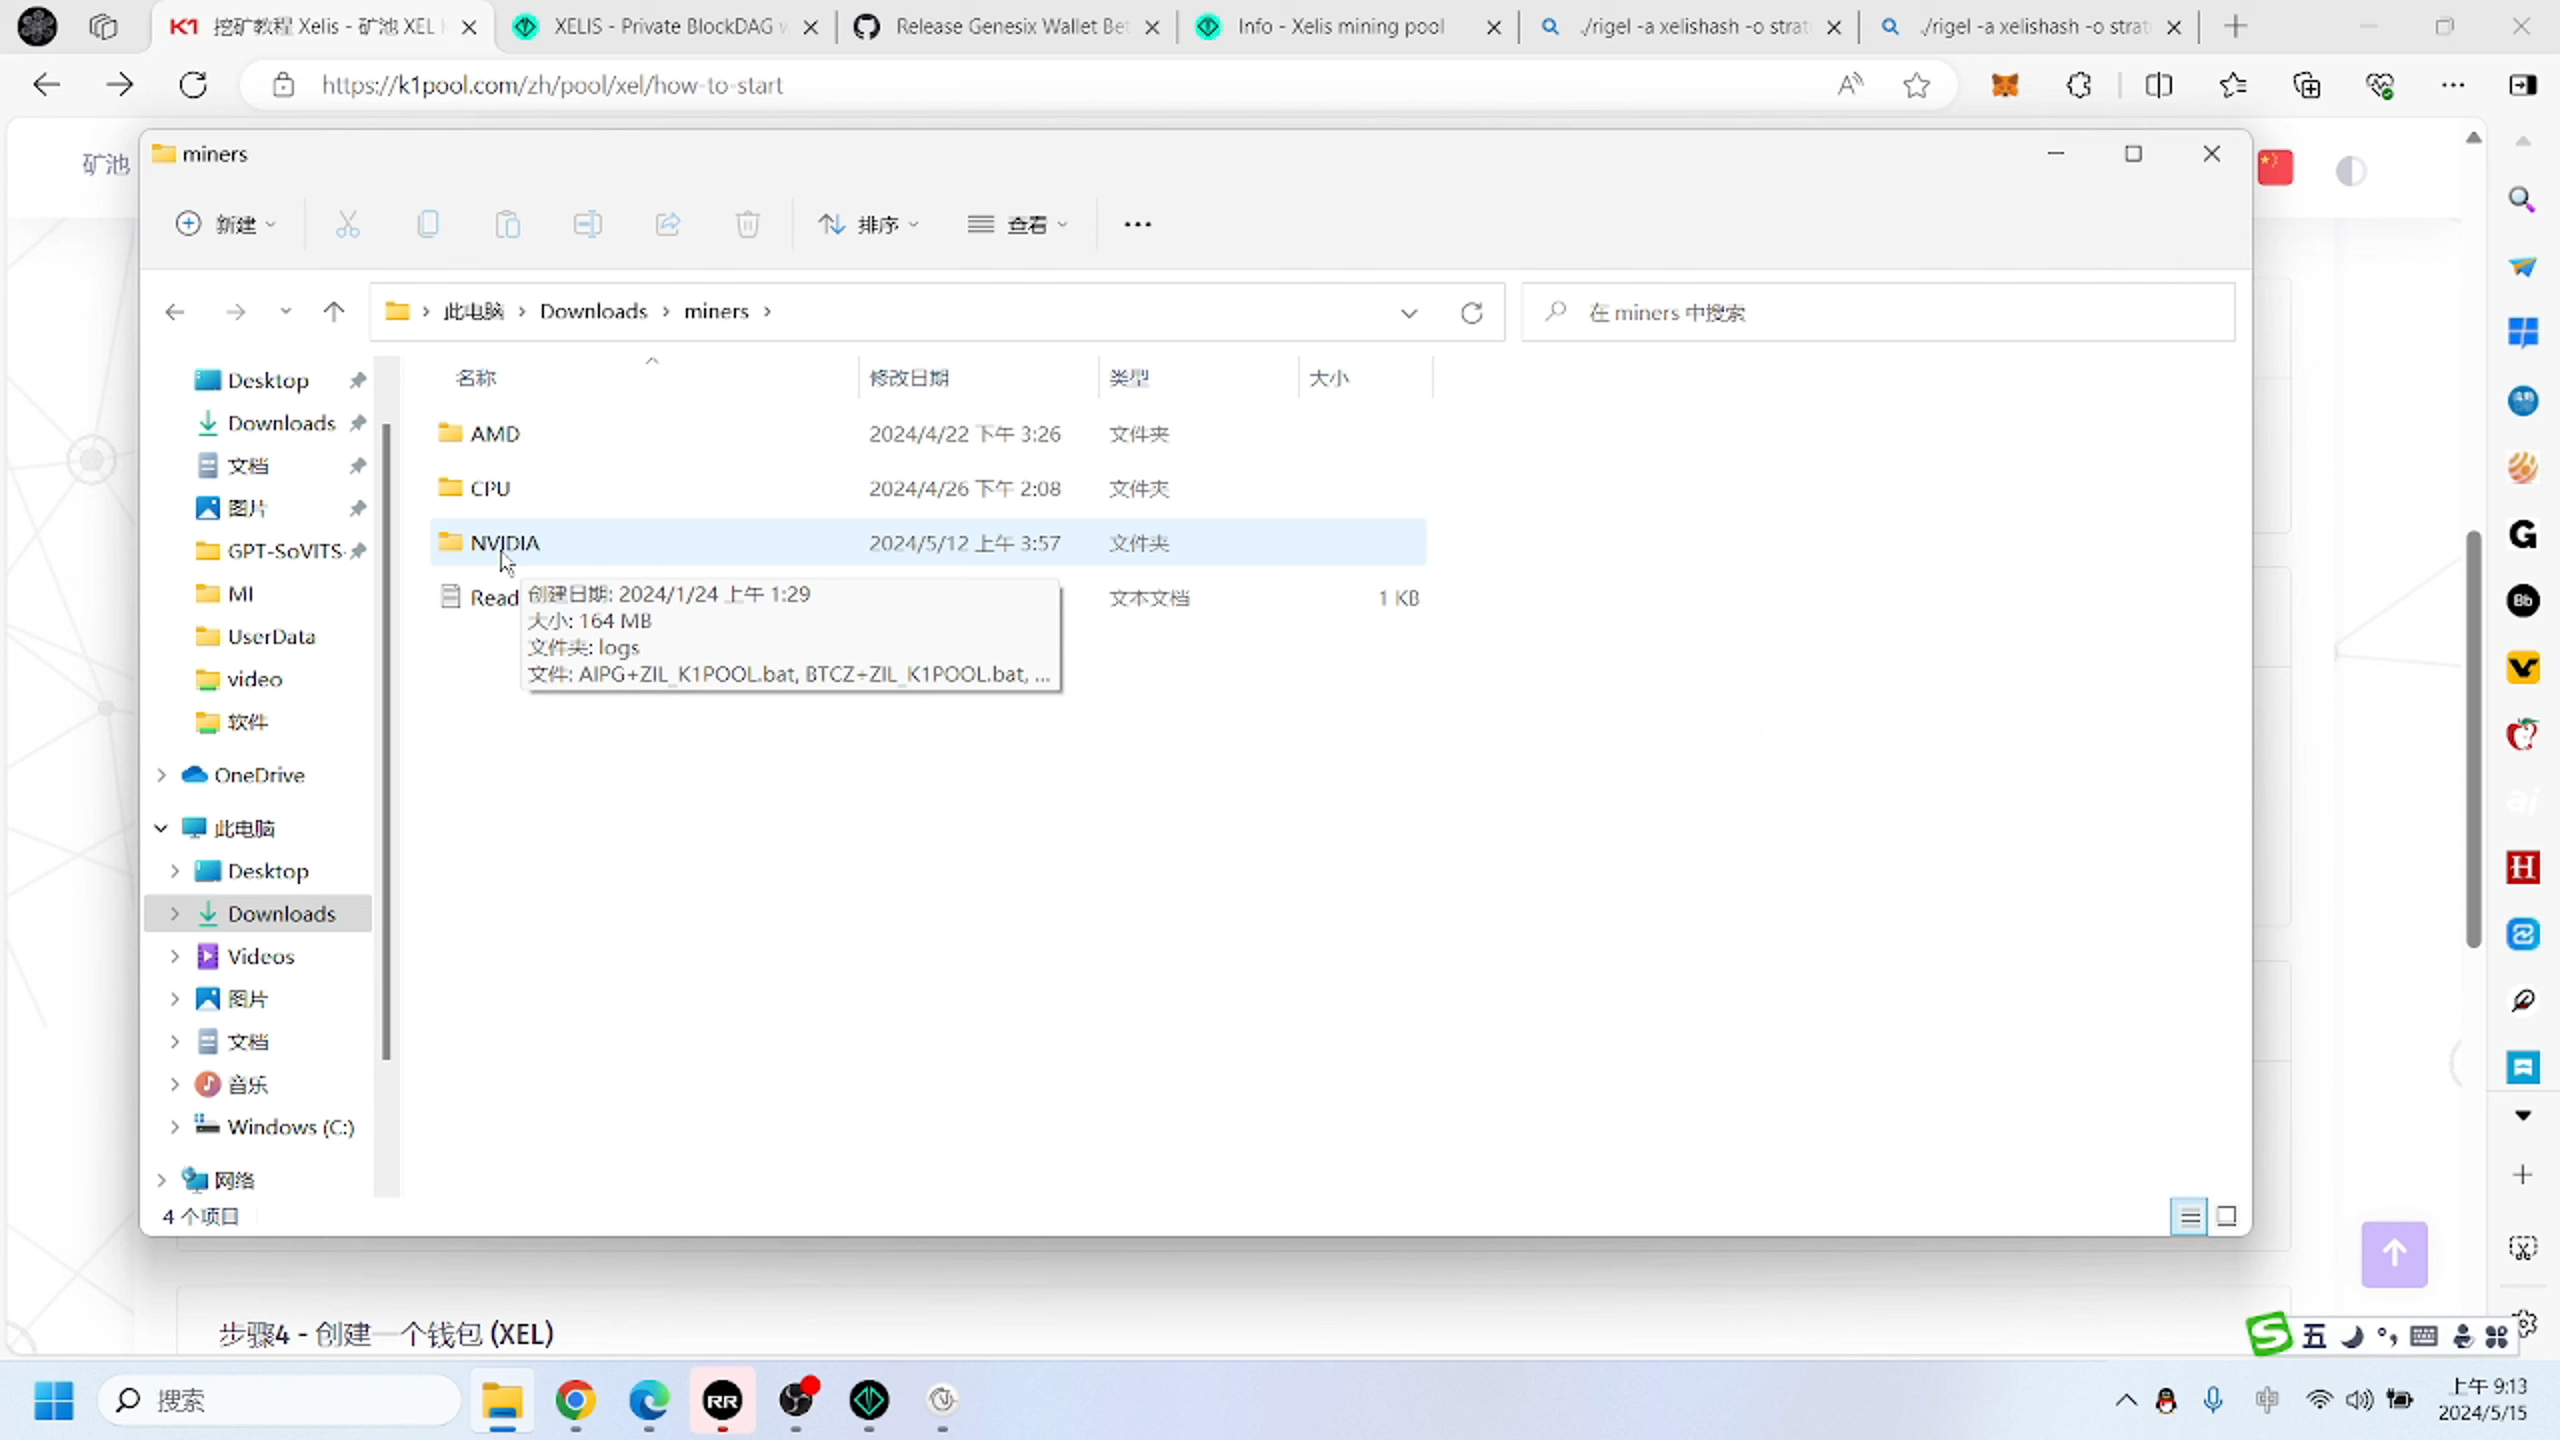 挖矿教程 Xelis - 矿池 XEL
XELIS - Private BlockDAG
Release Genesix Wallet Bet
Info - Xelis mining pool
./rigel -a xelishash -o strat
./rigel -a xelishash -o strat
https://k1pool.com/zh/pool/xel/how-to-start
矿池
miners
新建
排序
查看
此电脑 > Downloads > miners >
在 miners 中搜索
名称 修改日期 类型 大小
AMD 2024/4/22 下午 3:26 文件夹
CPU 2024/4/26 下午 2:08 文件夹
NVIDIA 2024/5/12 上午 3:57 文件夹
Read 文本文档 1 KB
创建日期: 2024/1/24 上午 1:29
大小: 164 MB
文件夹: logs
文件: AIPG+ZIL_K1POOL.bat, BTCZ+ZIL_K1POOL.bat, ...
Desktop
Downloads
文档
图片
GPT-SoVITS-
MI
UserData
video
软件
OneDrive
此电脑
Desktop
Downloads
Videos
图片
文档
音乐
Windows (C:)
网络
4 个项目
步骤4 - 创建一个钱包 (XEL)
五
搜索
RR
中
上午 9:13
2024/5/15